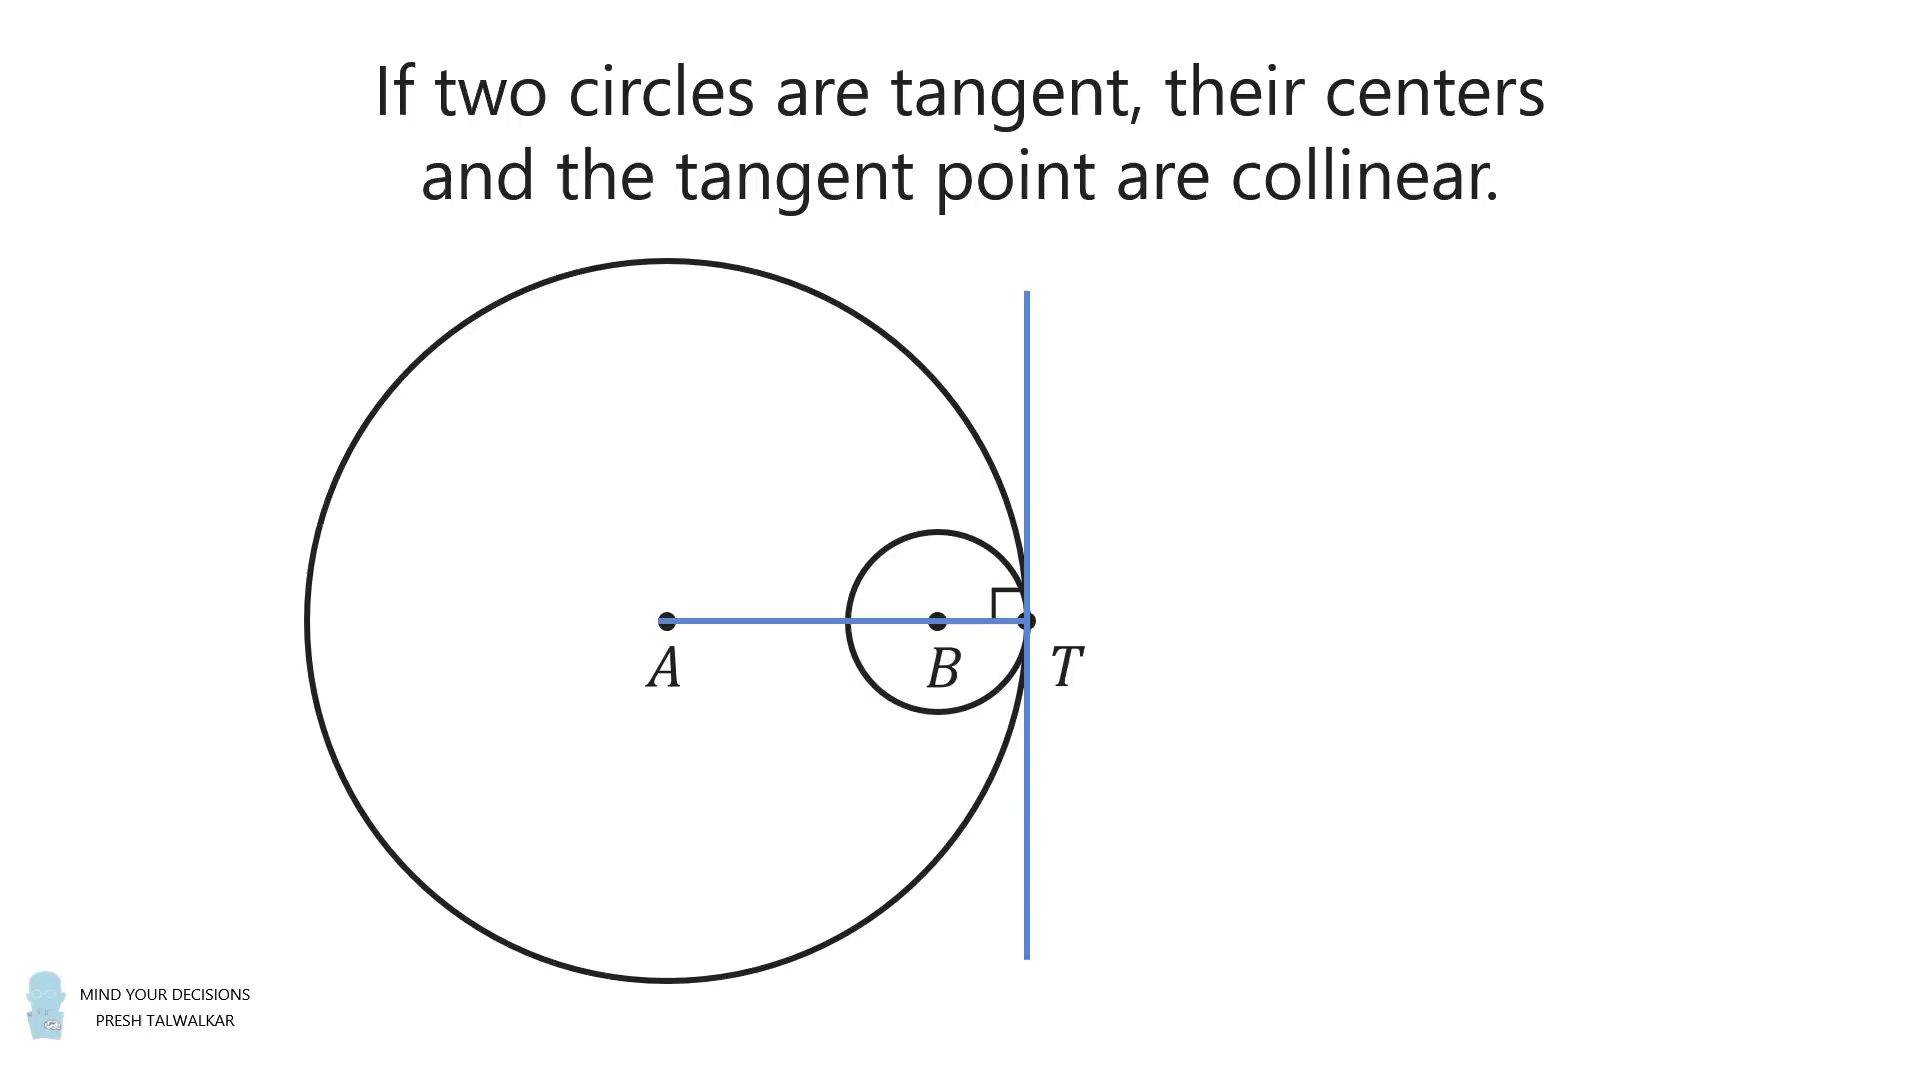 If two circles are tangent, their centers
and the tangent point are collinear.
A
B
T
MIND YOUR DECISIONS
PRESH TALWALKAR